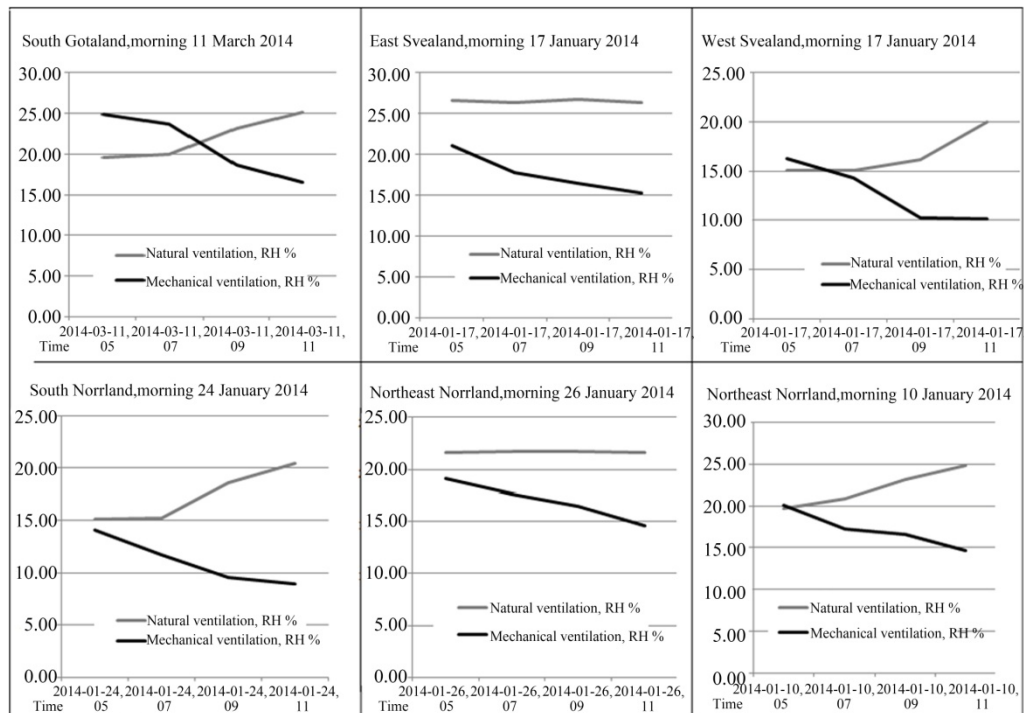 South Gotaland,morning 11 March 2014
30.00
25.00
20.00
15.00
10.00
5.00
0.00
Natural ventilation, RH %
Mechanical ventilation, RH %
2014-03-11,2014-03-11,2014-03-11,2014-03-11,
Time 05 07 09 11
East Svealand,morning 17 January 2014
30.00
25.00
20.00
15.00
10.00
5.00
0.00
Natural ventilation, RH %
Mechanical ventilation, RH %
2014-01-17,2014-01-17,2014-01-17,2014-01-17,
Time 05 07 09 11
West Svealand,morning 17 January 2014
25.00
20.00
15.00
10.00
5.00
0.00
Natural ventilation, RH %
Mechanical ventilation, RH %
2014-01-17,2014-01-17,2014-01-17,2014-01-17
Time 05 07 09 11
South Norrland,morning 24 January 2014
25.00
20.00
15.00
10.00
5.00
0.00
Natural ventilation, RH %
Mechanical ventilation, RH %
2014-01-24,2014-01-24,2014-01-24,2014-01-24,
Time 05 07 09 11
Northeast Norrland,morning 26 January 2014
25.00
20.00
15.00
10.00
5.00
0.00
Natural ventilation, RH %
Mechanical ventilation, RH %
2014-01-26,2014-01-26,2014-01-26,2014-01-26,
Time 05 07 09 11
Northeast Norrland,morning 10 January 2014
30.00
25.00
20.00
15.00
10.00
5.00
0.00
Natural ventilation, RH %
Mechanical ventilation, RH %
2014-01-10,2014-01-10,2014-01-10,2014-01-10,
Time 05 07 09 11